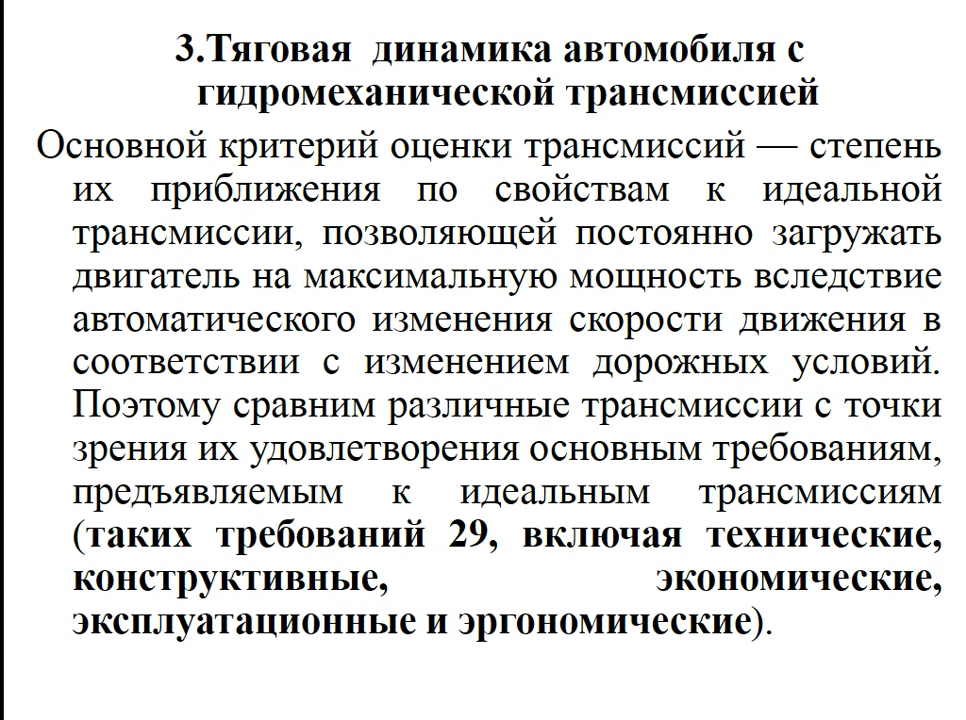 3.Тяговая динамика автомобиля с
гидромеханической трансмиссией
Основной критерий оценки трансмиссий — степень
их приближения по свойствам к идеальной
трансмиссии, позволяющей постоянно загружать
двигатель на максимальную мощность вследствие
автоматического изменения скорости движения в
соответствии с изменением дорожных условий.
Поэтому сравним различные трансмиссии с точки
зрения их удовлетворения основным требованиям,
предъявляемым к идеальным трансмиссиям
(таких требований 29, включая технические,
конструктивные, экономические,
эксплуатационные и эргономические).